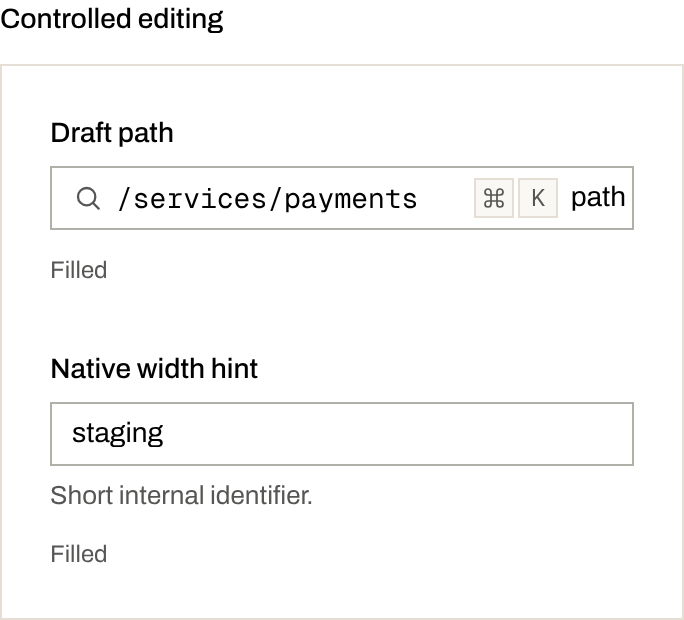 Controlled editing
Draft path
/services/payments ⌘ K path
Filled
Native width hint
staging
Short internal identifier.
Filled